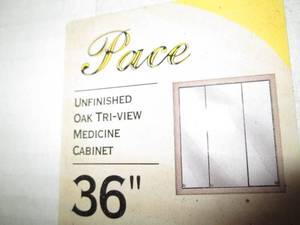 Pace
UNFINISHED
OAK TRI-VIEW
MEDICINE
CABINET
36"